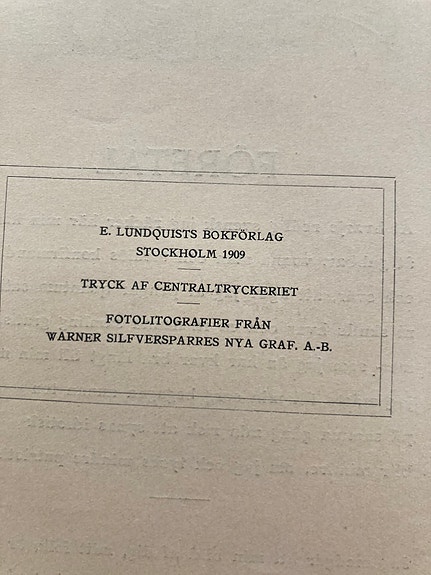 E. LUNDQUISTS BOKFÖRLAG
STOCKHOLM 1909
TRYCK AF CENTRALTRYCKERIET
FOTOLITOGRAFIER FRÅN
WARNER SILFVERSPARRES NYA GRAF. A.-B.